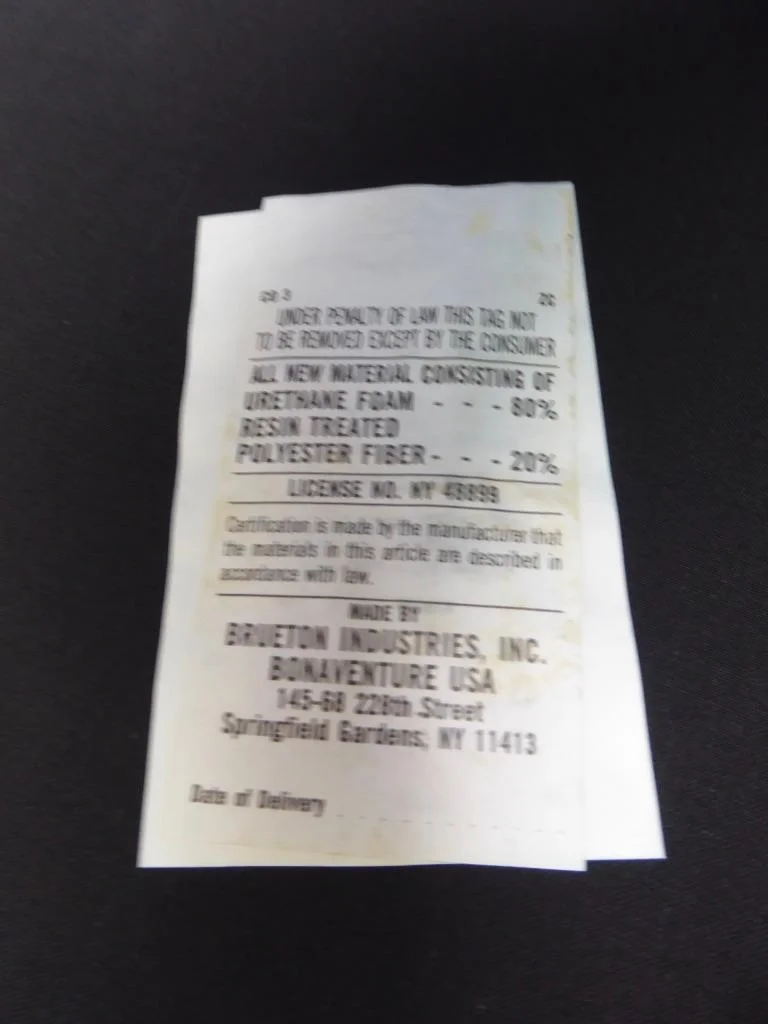 UNDER PENALTY OF LAW THIS TAG NOT
TO BE REMOVED EXCEPT BY THE CONSUMER
ALL NEW MATERIAL CONSISTING OF
URETHANE FOAM - - - 80%
RESIN TREATED
POLYESTER FIBER - - - 20%
LICENSE NO. NY
Certification is made by the manufacturer that
the materials in this article are described in
accordance with law.
MADE BY
BRUETON INDUSTRIES, INC.
BONAVENTURE USA
145-68 228th Street
Springfield Gardens, NY 11413
Date of Delivery